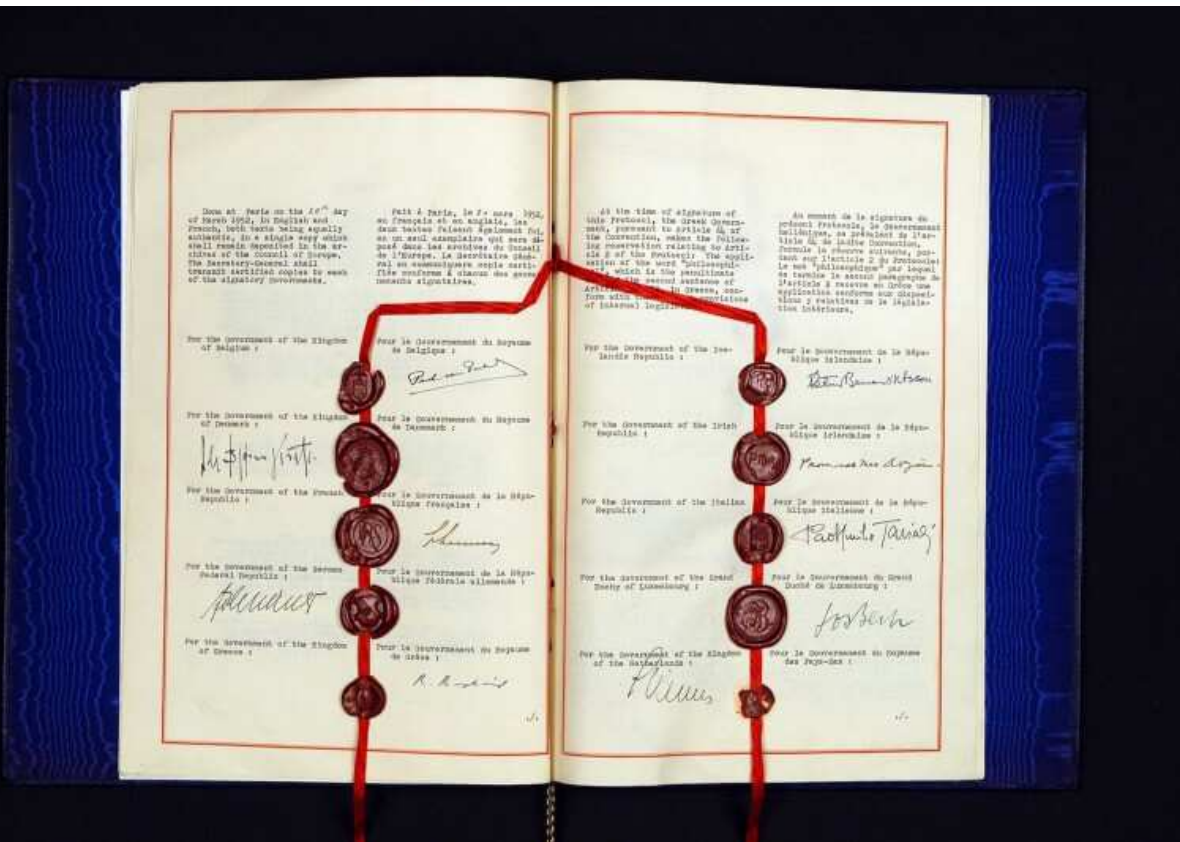 Done at Paris on the 20th day
of March 1952, in English and
French, both texts being equally
authentic, in a single copy which
shall remain deposited in the ar-
chives of the Council of Europe.
The Secretary-General shall
transmit certified copies to each
of the signatory Governments.
Fait à Paris, le 20 mars 1952,
en français et en anglais, les
deux textes faisant également foi,
en un seul exemplaire qui sera dé-
posé dans les archives du Conseil
de l'Europe. Le Secrétaire Géné-
ral en communiquera copie certi-
fiée conforme à chacun des gouver
nements signataires.
For the Government of the Kingdom
of Belgium :
Pour le Gouvernement du Royaume
de Belgique :
For the Government of the Kingdom
of Denmark :
Pour le Gouvernement du Royaume
de Danemark :
For the Government of the French
Republic :
Pour le Gouvernement de la Répu-
blique française :
Schuman
For the Government of the German
Federal Republic :
Adenauer
Pour le Gouvernement de la Répu-
blique fédérale allemande :
For the Government of the Kingdom
of Greece :
Pour le Gouvernement du Royaume
de Grèce :
./.
At the time of signature of
this Protocol, the Greek Govern-
ment, pursuant to Article 64 of
the Convention, makes the follow-
ing reservation relating to Arti-
cle 2 of the Protocol: The appli-
cation of the word "philosophi-
which is the penultimate
the second sentence of
in Greece, con-
form with the provisions
of internal
Au moment de la signature du
présent Protocole, le Gouvernement
hellénique, se prévalant de l'ar-
ticle 64 de ladite Convention,
formule la réserve suivante, por-
tant sur l'article 2 du Protocole:
Le mot "philosophique" par lequel
se termine le second paragraphe de
l'article 2 recevra en Grèce une
application conforme aux disposi-
tions y relatives de la législa-
tion intérieure.
For the Government of the Ice-
landic Republic :
Pour le Gouvernement de la Répu-
blique islandaise :
For the Government of the Irish
Republic :
Pour le Gouvernement de la Répu-
blique irlandaise :
For the Government of the Italian
Republic :
Pour le Gouvernement de la Répu-
blique italienne :
For the Government of the Grand
Duchy of Luxembourg :
Pour le Gouvernement du Grand
Duché de Luxembourg :
Jos Bech
For the Government of the Kingdom
of the Netherlands :
Pour le Gouvernement du Royaume
des Pays-Bas :
./.